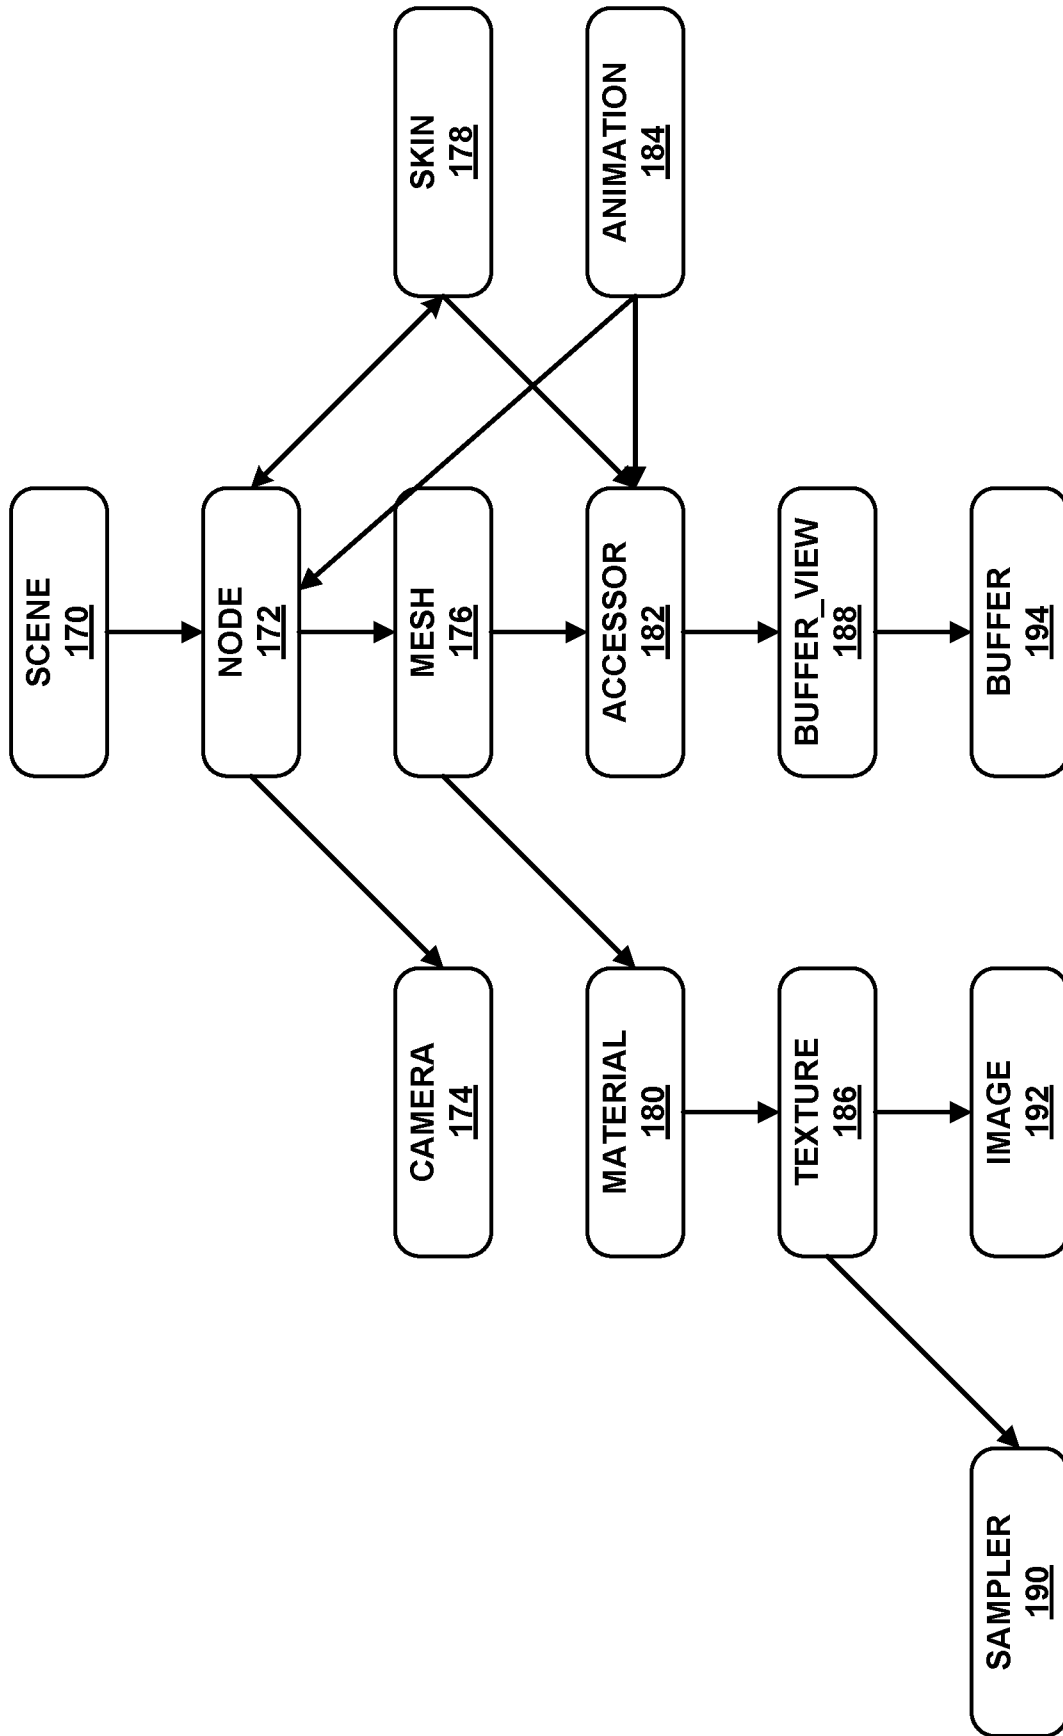 SCENE
170
NODE
172
CAMERA
174
MESH
176
SKIN
178
MATERIAL
180
ACCESSOR
182
ANIMATION
184
TEXTURE
186
BUFFER_VIEW
188
SAMPLER
190
IMAGE
192
BUFFER
194